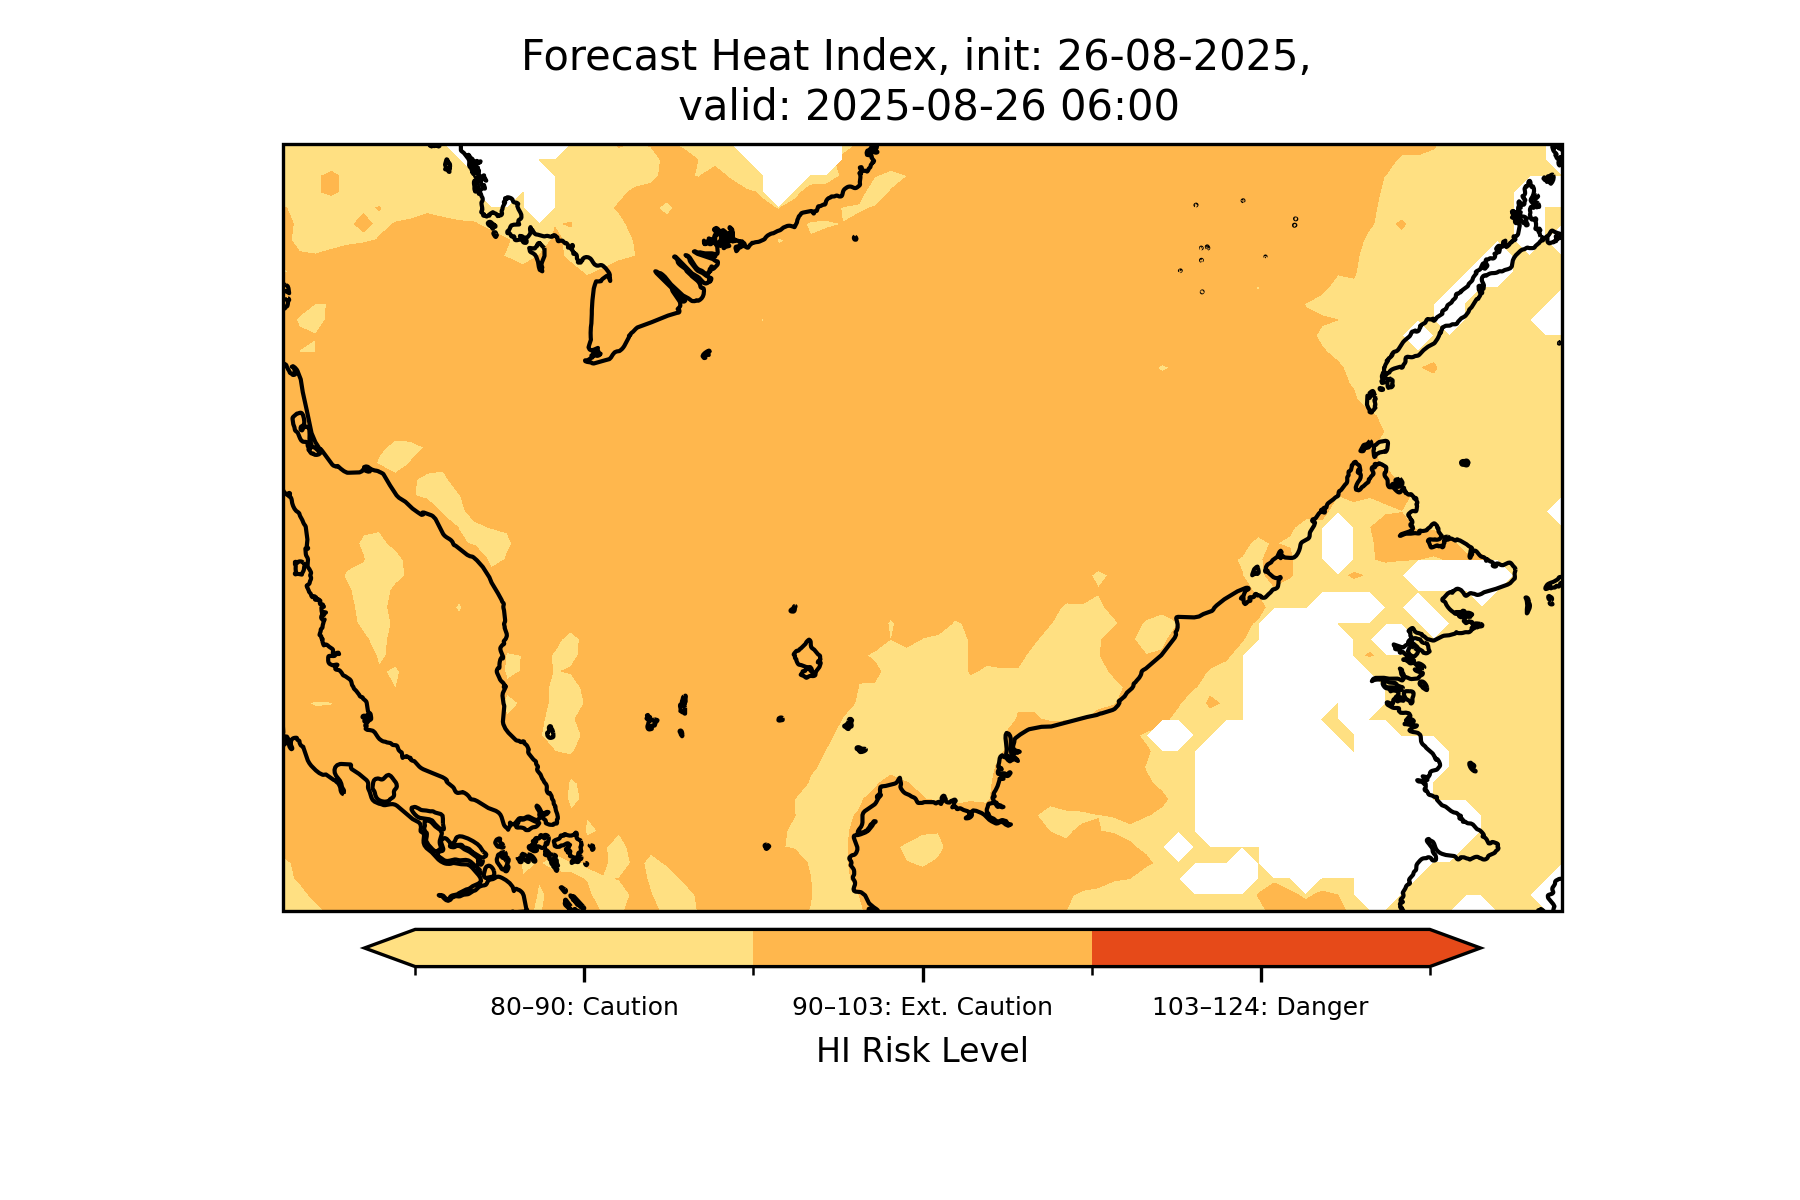 Forecast Heat Index, init: 26-08-2025,
valid: 2025-08-26 06:00
80–90: Caution
90–103: Ext. Caution
103–124: Danger
HI Risk Level